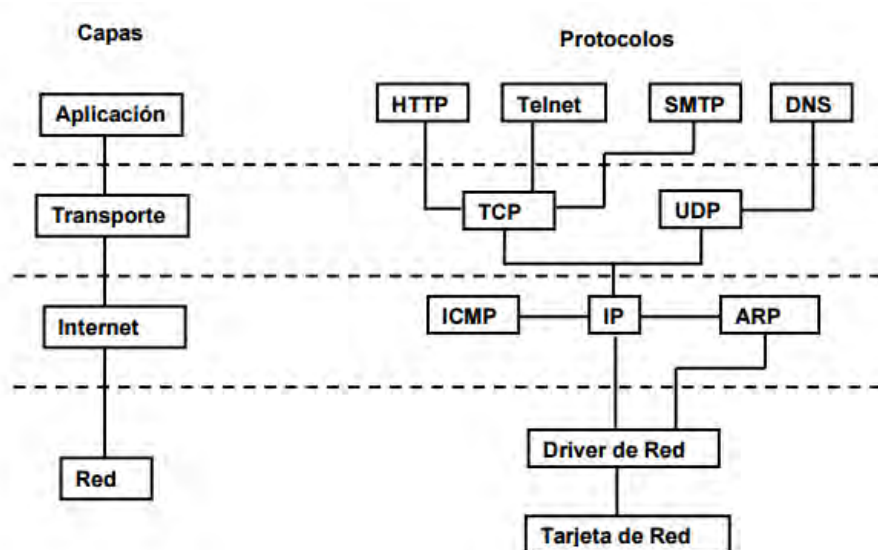 Capas
Protocolos
Aplicación
HTTP
Telnet
SMTP
DNS
Transporte
TCP
UDP
Internet
ICMP
IP
ARP
Red
Driver de Red
Tarjeta de Red